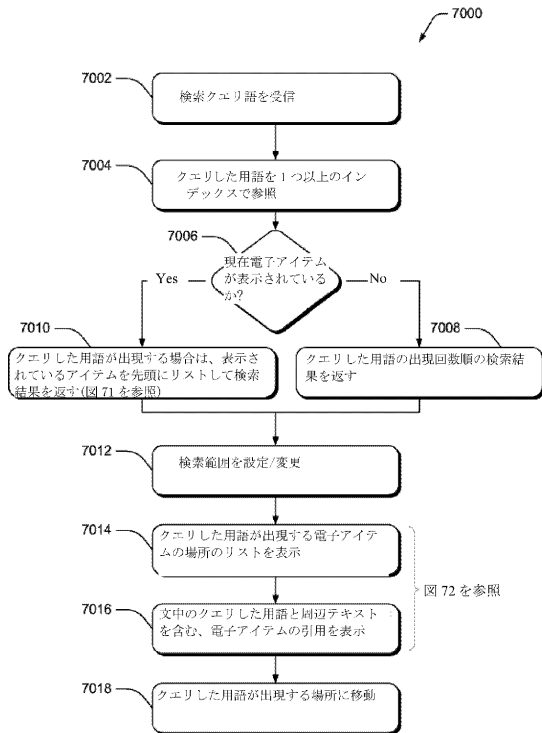 7000
7002
検索クエリ語を受信
7004
クエリした用語を1つ以上のイン
デックスで参照
7006
現在電子アイテム
が表示されている
か?
Yes
No
7010
クエリした用語が出現する場合は、表示さ
れているアイテムを先頭にリストして検索
結果を返す(図 71 を参照)
7008
クエリした用語の出現回数順の検索結
果を返す
7012
検索範囲を設定/変更
7014
クエリした用語が出現する電子アイテ
ムの場所のリストを表示
7016
文中のクエリした用語と周辺テキスト
を含む、電子アイテムの引用を表示
図 72 を参照
7018
クエリした用語が出現する場所に移動